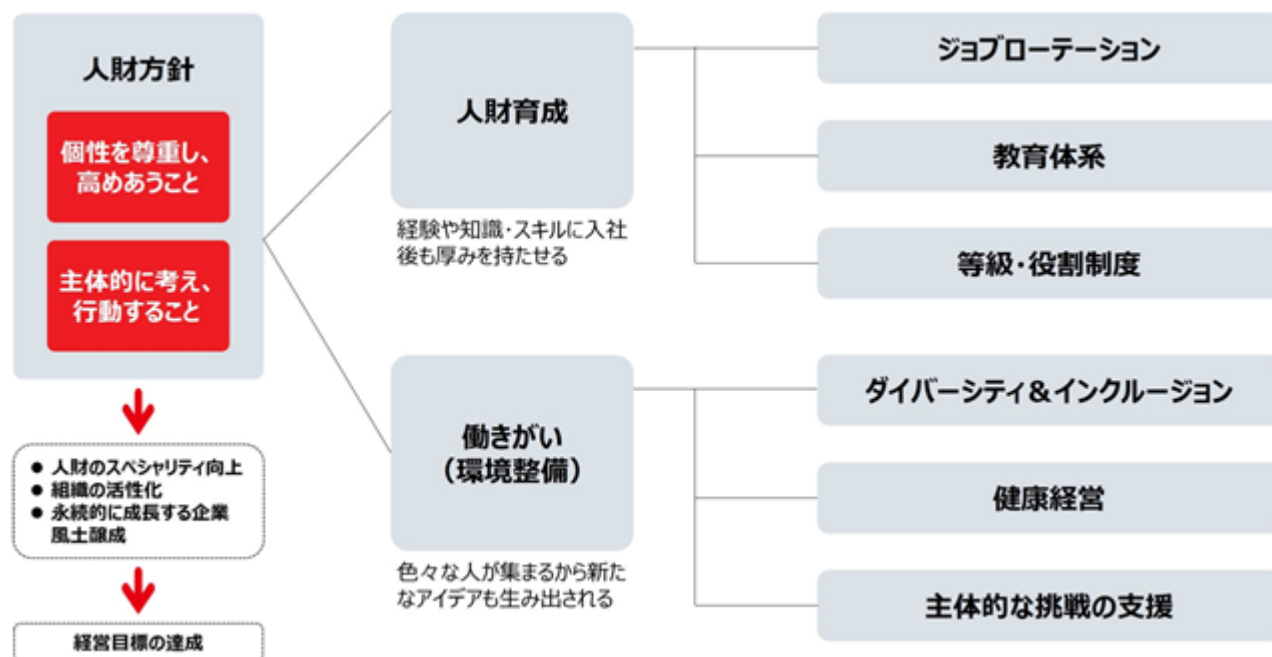 人財方針
個性を尊重し、
高めあうこと
主体的に考え、
行動すること
● 人財のスペシャリティ向上
● 組織の活性化
● 永続的に成長する企業
風土醸成
経営目標の達成
人財育成
経験や知識・スキルに入社
後も厚みを持たせる
ジョブローテーション
教育体系
等級・役割制度
働きがい
（環境整備）
色々な人が集まるから新た
なアイデアも生み出される
ダイバーシティ＆インクルージョン
健康経営
主体的な挑戦の支援